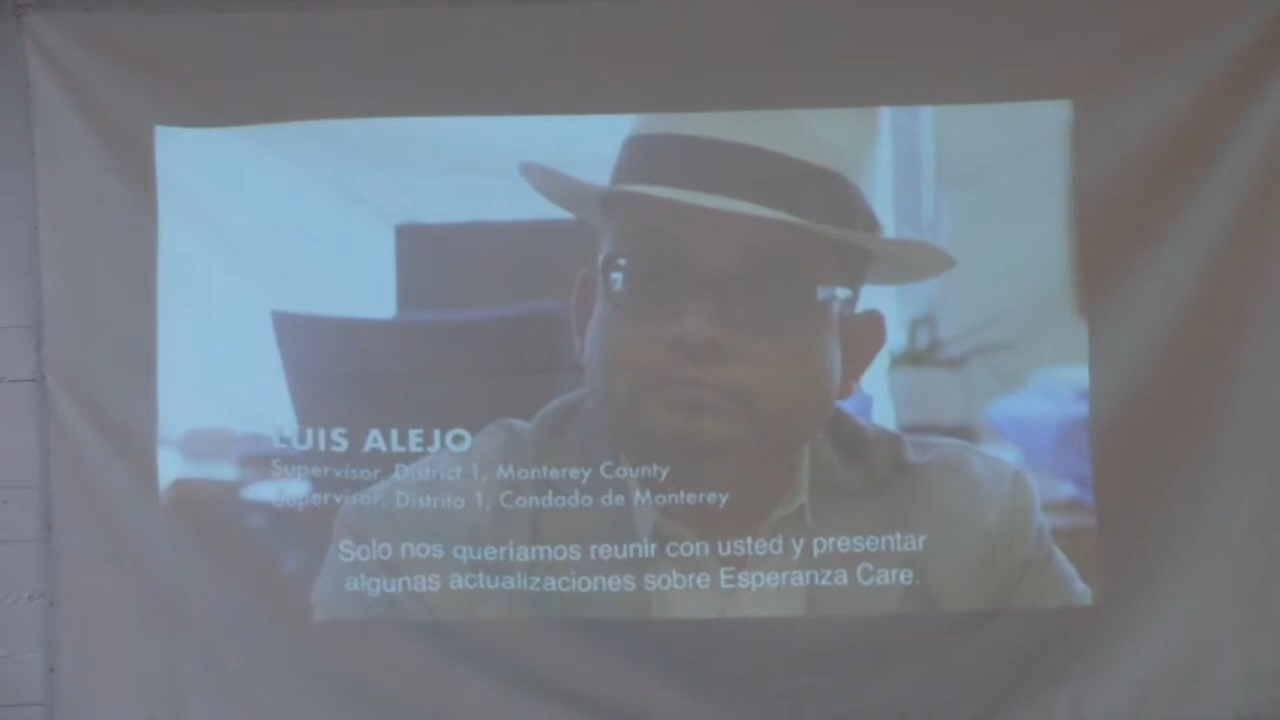 LUIS ALEJO
Supervisor, District 1, Monterey County
Supervisor, Distrito 1, Condado de Monterey
Solo nos queriamos reunir con usted y presentar
algunas actualizaciones sobre Esperanza Care.